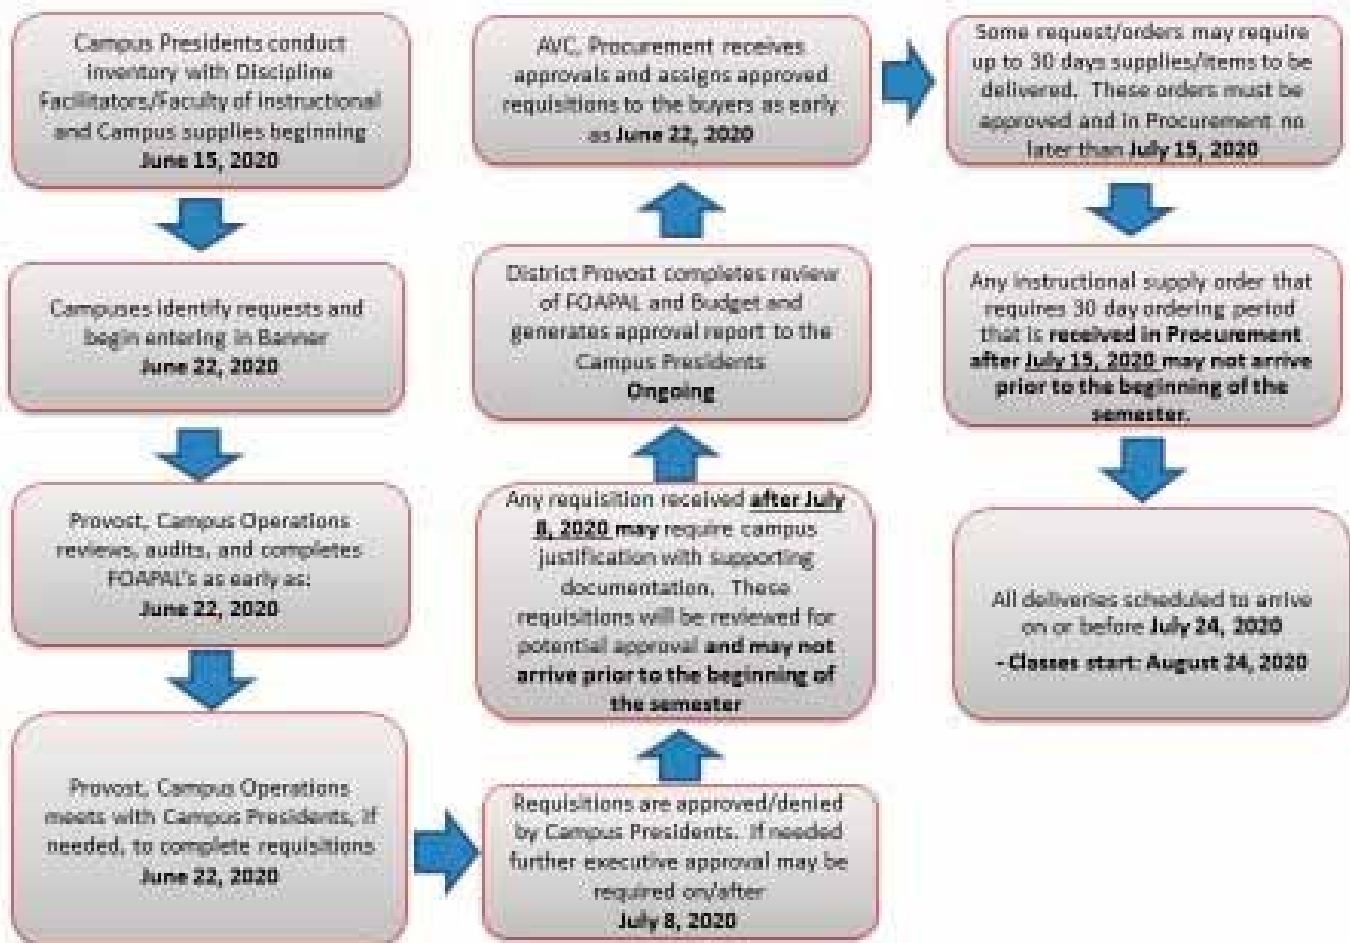 Campus Presidents conduct
inventory with Discipline
Facilitators/Faculty of instructional
and Campus supplies beginning
June 15, 2020
Campuses identify requests and
begin entering in Banner
June 22, 2020
Provost, Campus Operations
reviews, audits, and completes
FOAPAL's as early as:
June 22, 2020
Provost, Campus Operations
meets with Campus Presidents, if
needed, to complete requisitions
June 22, 2020
Requisitions are approved/denied
by Campus Presidents. If needed
further executive approval may be
required on/after
July 8, 2020
Any requisition received after July
8, 2020 may require campus
justification with supporting
documentation. These
requisitions will be reviewed for
potential approval and may not
arrive prior to the beginning of
the semester
District Provost completes review
of FOAPAL and Budget and
generates approval report to the
Campus Presidents
Ongoing
AVC, Procurement receives
approvals and assigns approved
requisitions to the buyers as early
as June 22, 2020
Some request/orders may require
up to 30 days supplies/items to be
delivered. These orders must be
approved and in Procurement no
later than July 15, 2020
Any instructional supply order that
requires 30 day ordering period
that is received in Procurement
after July 15, 2020 may not arrive
prior to the beginning of the
semester.
All deliveries scheduled to arrive
on or before July 24, 2020
- Classes start: August 24, 2020